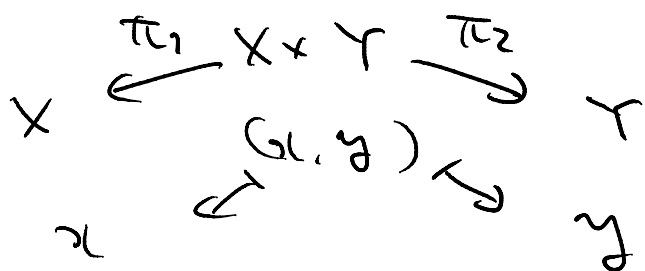 π₁ X × Y π₂
X Y
(x, y)
x y